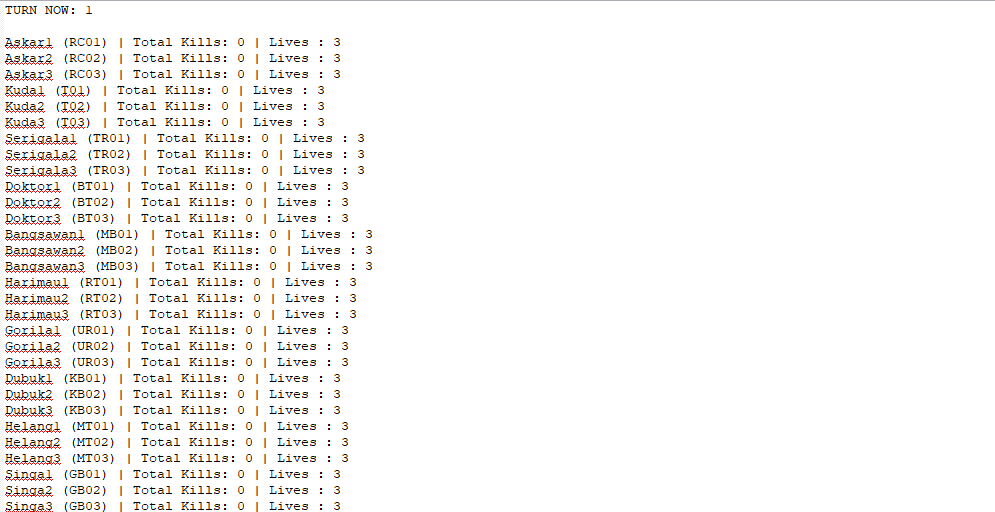 TURN NOW: 1
Askar1 (RC01) | Total Kills: 0 | Lives : 3
Askar2 (RC02) | Total Kills: 0 | Lives : 3
Askar3 (RC03) | Total Kills: 0 | Lives : 3
Kuda1 (T01) | Total Kills: 0 | Lives : 3
Kuda2 (T02) | Total Kills: 0 | Lives : 3
Kuda3 (T03) | Total Kills: 0 | Lives : 3
Serigala1 (TR01) | Total Kills: 0 | Lives : 3
Serigala2 (TR02) | Total Kills: 0 | Lives : 3
Serigala3 (TR03) | Total Kills: 0 | Lives : 3
Doktor1 (BT01) | Total Kills: 0 | Lives : 3
Doktor2 (BT02) | Total Kills: 0 | Lives : 3
Doktor3 (BT03) | Total Kills: 0 | Lives : 3
Bangsawan1 (MB01) | Total Kills: 0 | Lives : 3
Bangsawan2 (MB02) | Total Kills: 0 | Lives : 3
Bangsawan3 (MB03) | Total Kills: 0 | Lives : 3
Harimau1 (RT01) | Total Kills: 0 | Lives : 3
Harimau2 (RT02) | Total Kills: 0 | Lives : 3
Harimau3 (RT03) | Total Kills: 0 | Lives : 3
Gorila1 (UR01) | Total Kills: 0 | Lives : 3
Gorila2 (UR02) | Total Kills: 0 | Lives : 3
Gorila3 (UR03) | Total Kills: 0 | Lives : 3
Dubuk1 (KB01) | Total Kills: 0 | Lives : 3
Dubuk2 (KB02) | Total Kills: 0 | Lives : 3
Dubuk3 (KB03) | Total Kills: 0 | Lives : 3
Helang1 (MT01) | Total Kills: 0 | Lives : 3
Helang2 (MT02) | Total Kills: 0 | Lives : 3
Helang3 (MT03) | Total Kills: 0 | Lives : 3
Singa1 (GB01) | Total Kills: 0 | Lives : 3
Singa2 (GB02) | Total Kills: 0 | Lives : 3
Singa3 (GB03) | Total Kills: 0 | Lives : 3